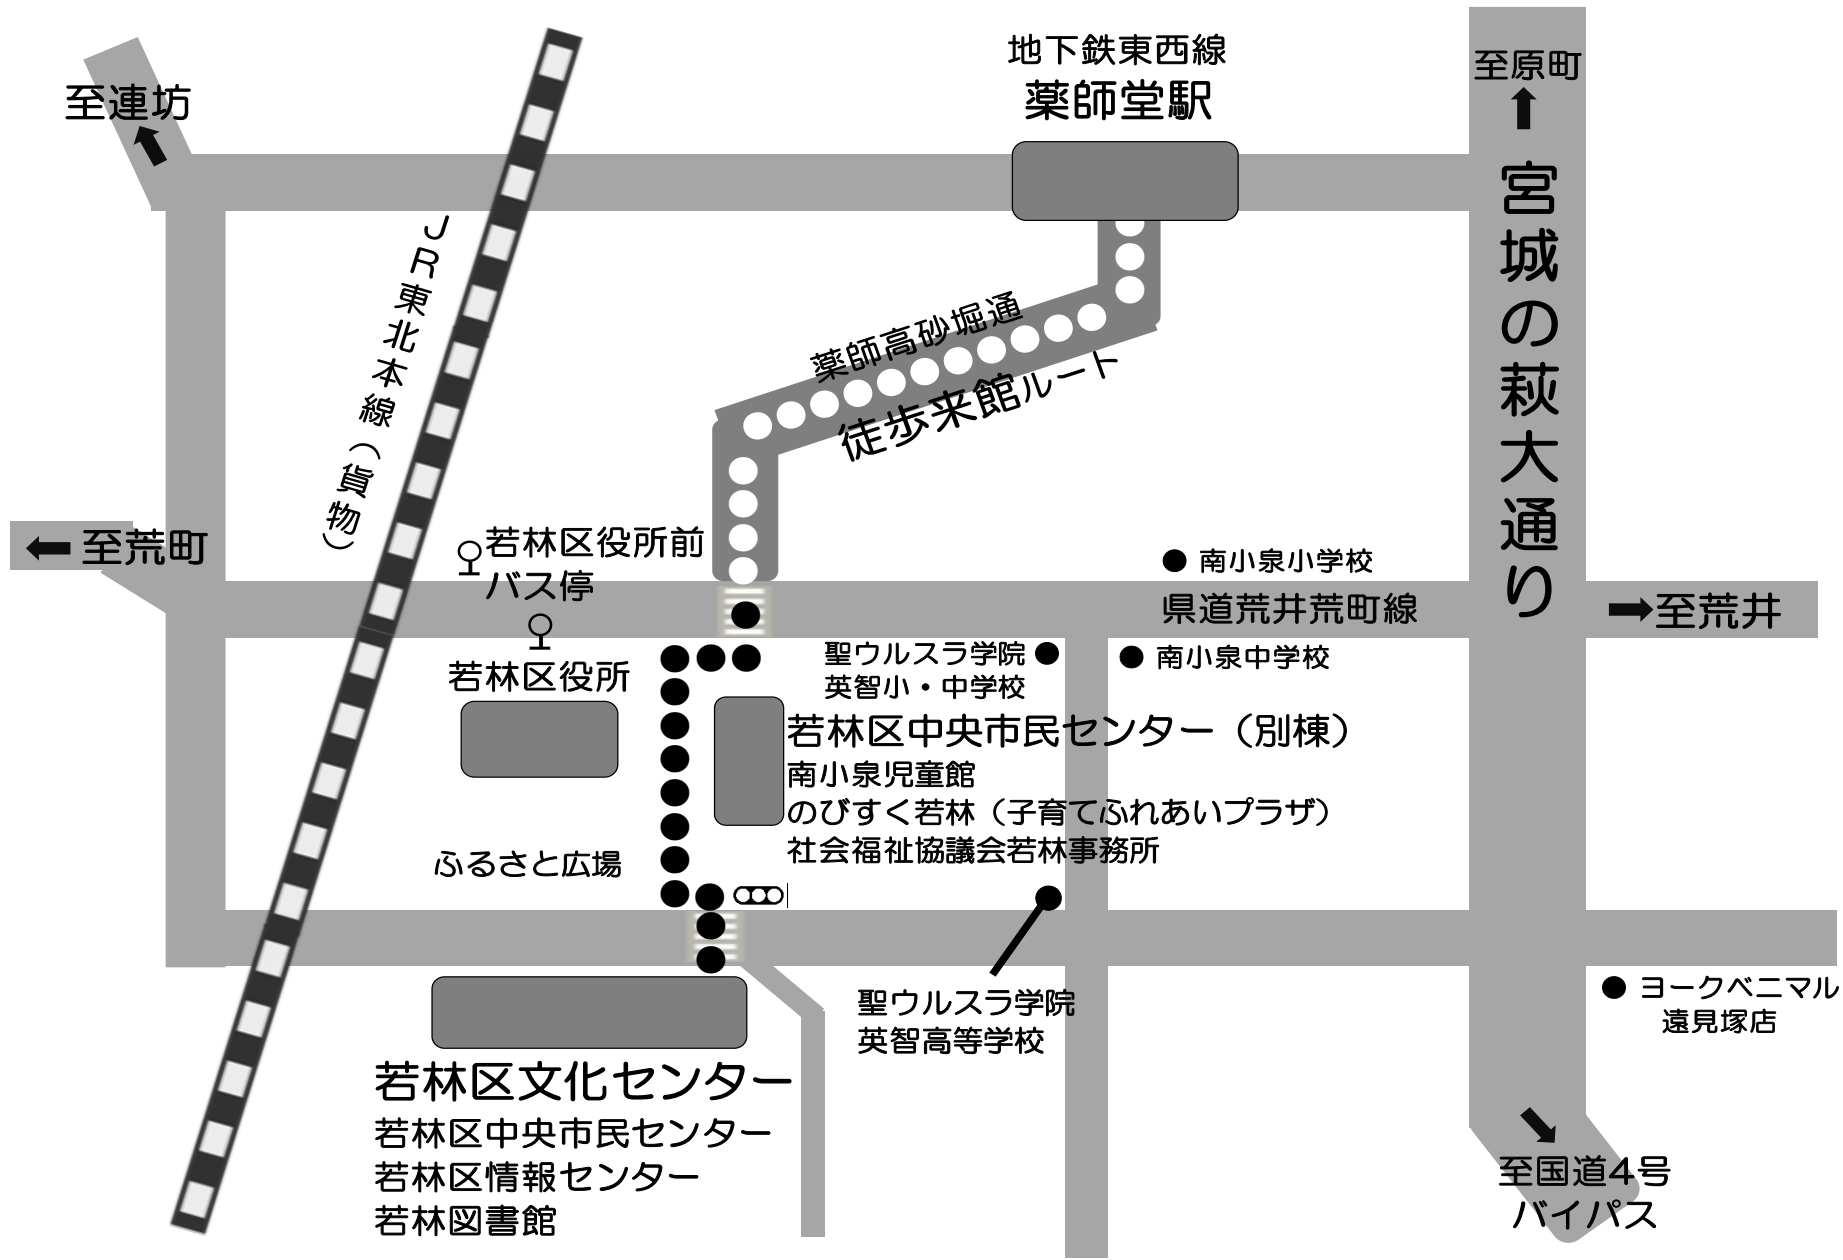 地下鉄東西線
薬師堂駅
至原町
至連坊
宮城の萩大通り
JR東北本線（貨物）
薬師高砂堀通
徒歩来館ルート
至荒町
若林区役所前
バス停
南小泉小学校
県道荒井荒町線
至荒井
若林区役所
聖ウルスラ学院
英智小・中学校
南小泉中学校
若林区中央市民センター（別棟）
南小泉児童館
のびすく若林（子育てふれあいプラザ）
社会福祉協議会若林事務所
ふるさと広場
聖ウルスラ学院
英智高等学校
ヨークベニマル
遠見塚店
若林区文化センター
若林区中央市民センター
若林区情報センター
若林図書館
至国道4号
バイパス